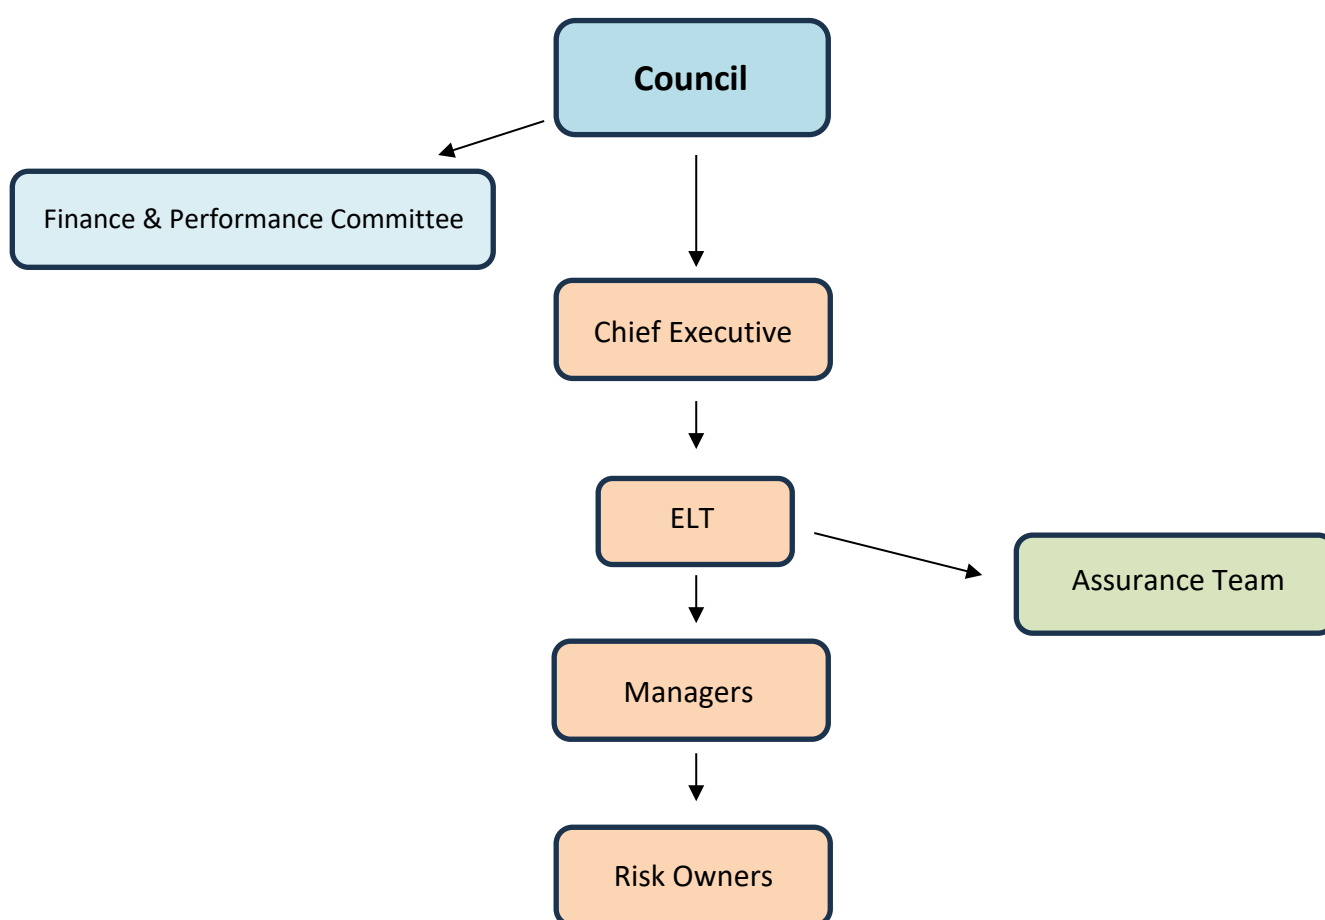 Council
Finance & Performance Committee
Chief Executive
ELT
Assurance Team
Managers
Risk Owners